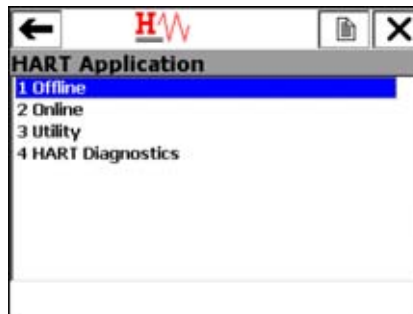 H
HART Application
1 Offline
2 Online
3 Utility
4 HART Diagnostics